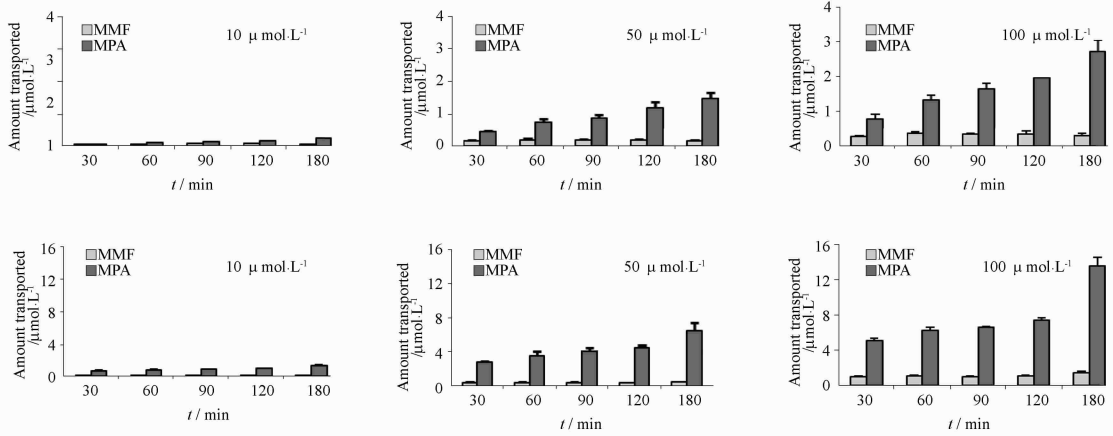 4
3
2
2
1
Amount transported
/μmol·L-1
MMF
MPA
10 μ mol·L-1
30 60 90 120 180
t / min
4
3
2
1
0
Amount transported
/μmol·L-1
MMF
MPA
50 μ mol·L-1
30 60 90 120 180
t / min
4
3
2
1
0
Amount transported
/μmol·L-1
MMF
MPA
100 μ mol·L-1
30 60 90 120 180
t / min
16
12
8
4
0
Amount transported
/μmol·L-1
MMF
MPA
10 μ mol·L-1
30 60 90 120 180
t / min
16
12
8
4
0
Amount transported
/μmol·L-1
MMF
MPA
50 μ mol·L-1
30 60 90 120 180
t / min
16
12
8
4
0
Amount transported
/μmol·L-1
MMF
MPA
100 μ mol·L-1
30 60 90 120 180
t / min